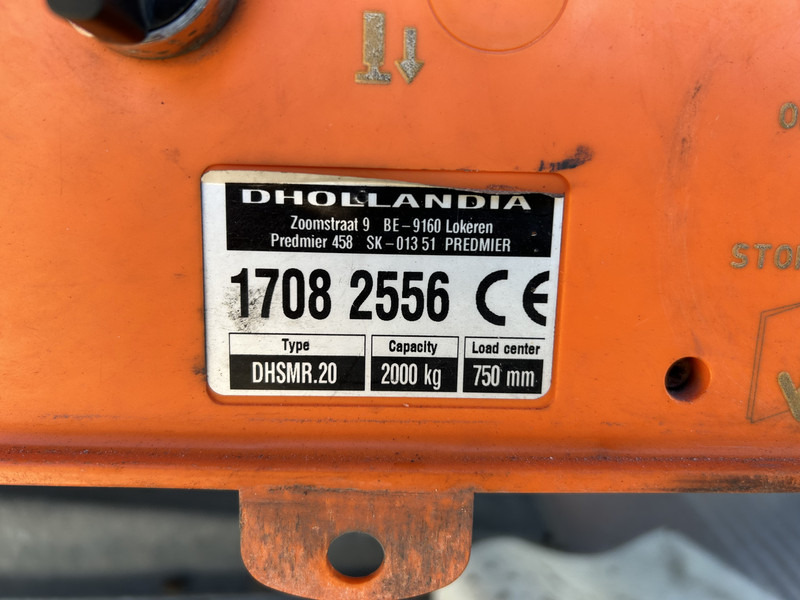 DHOLLANDIA
Zoomstraat 9 BE-9160 Lokeren
Predmier 458 SK-013 51 PREDMIER
1708 2556 CE
Type Capacity Load center
DHSMR.20 2000 kg 750 mm